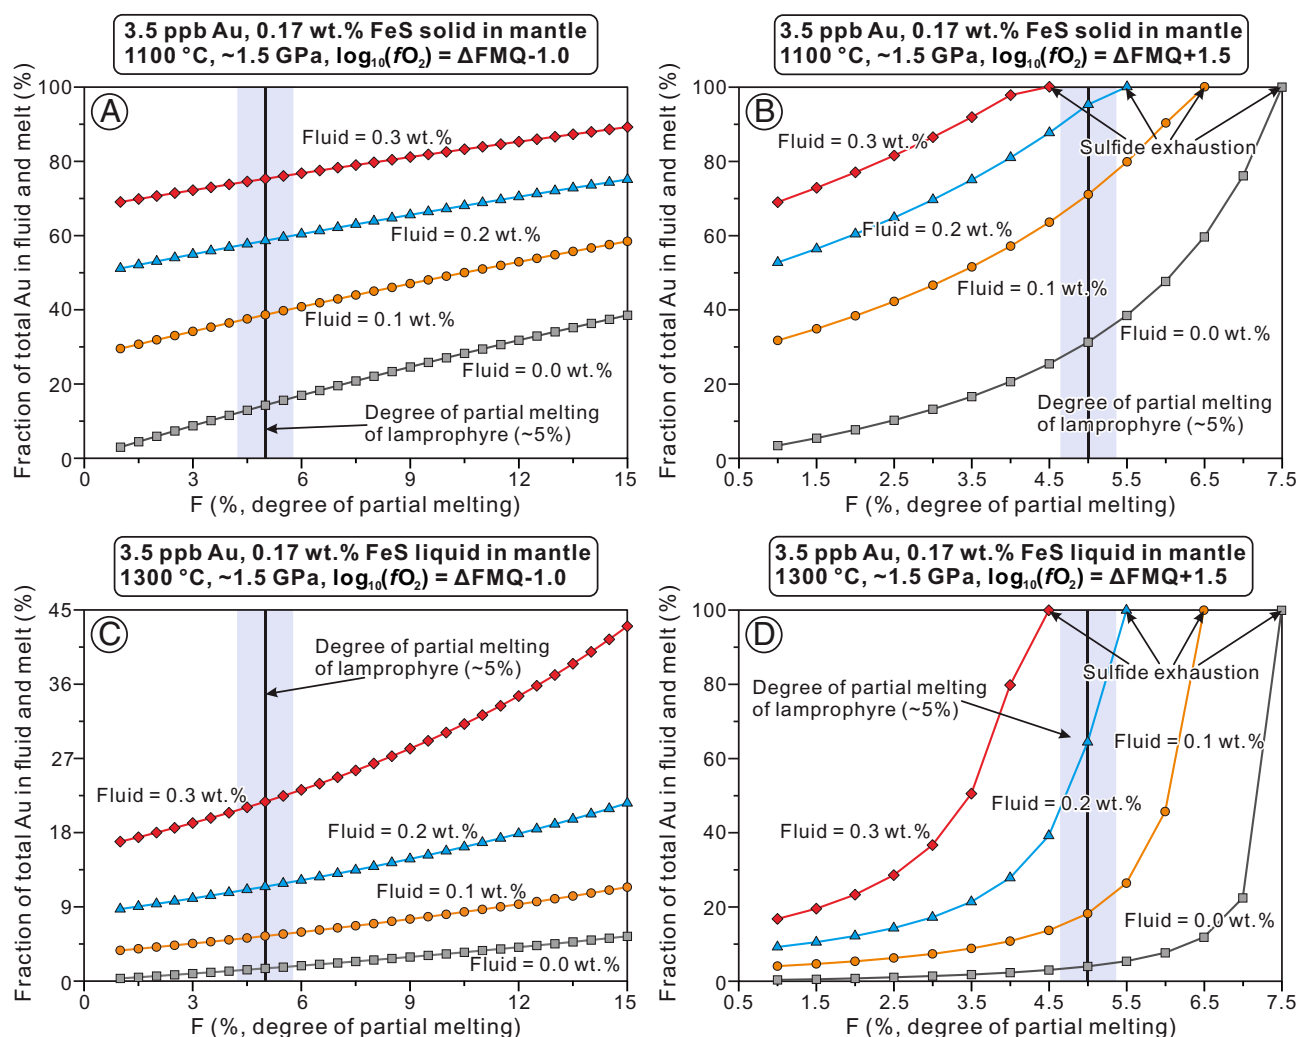 3.5 ppb Au, 0.17 wt.% FeS solid in mantle
1100 °C, ~1.5 GPa, log₁₀(fO₂) = ΔFMQ-1.0
A
Fraction of total Au in fluid and melt (%)
100
80
60
40
20
0
Fluid = 0.3 wt.%
Fluid = 0.2 wt.%
Fluid = 0.1 wt.%
Fluid = 0.0 wt.%
Degree of partial melting
of lamprophyre (~5%)
0 3 6 9 12 15
F (%, degree of partial melting)
3.5 ppb Au, 0.17 wt.% FeS solid in mantle
1100 °C, ~1.5 GPa, log₁₀(fO₂) = ΔFMQ+1.5
B
Fraction of total Au in fluid and melt (%)
100
80
60
40
20
0
Fluid = 0.3 wt.%
Sulfide exhaustion
Fluid = 0.2 wt.%
Fluid = 0.1 wt.%
Fluid = 0.0 wt.%
Degree of partial melting
of lamprophyre (~5%)
0.5 1.5 2.5 3.5 4.5 5.5 6.5 7.5
F (%, degree of partial melting)
3.5 ppb Au, 0.17 wt.% FeS liquid in mantle
1300 °C, ~1.5 GPa, log₁₀(fO₂) = ΔFMQ-1.0
C
Fraction of total Au in fluid and melt (%)
45
36
27
18
9
0
Degree of partial melting
of lamprophyre (~5%)
Fluid = 0.3 wt.%
Fluid = 0.2 wt.%
Fluid = 0.1 wt.%
Fluid = 0.0 wt.%
0 3 6 9 12 15
F (%, degree of partial melting)
3.5 ppb Au, 0.17 wt.% FeS liquid in mantle
1300 °C, ~1.5 GPa, log₁₀(fO₂) = ΔFMQ+1.5
D
Fraction of total Au in fluid and melt (%)
100
80
60
40
20
0
Sulfide exhaustion
Degree of partial melting
of lamprophyre (~5%)
Fluid = 0.1 wt.%
Fluid = 0.2 wt.%
Fluid = 0.3 wt.%
Fluid = 0.0 wt.%
0.5 1.5 2.5 3.5 4.5 5.5 6.5 7.5
F (%, degree of partial melting)